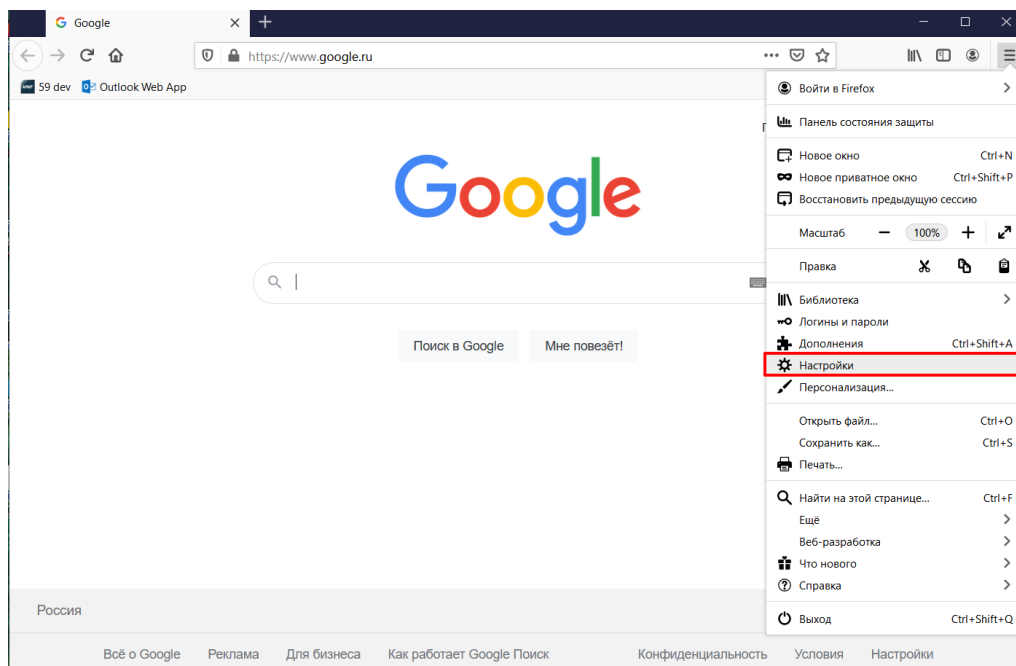 Google
https://www.google.ru
59 dev Outlook Web App
Google
Поиск в Google Мне повезёт!
Россия
Всё о Google Реклама Для бизнеса Как работает Google Поиск Конфиденциальность Условия Настройки
Войти в Firefox
Панель состояния защиты
Новое окно Ctrl+N
Новое приватное окно Ctrl+Shift+P
Восстановить предыдущую сессию
Масштаб 100%
Правка
Библиотека
Логины и пароли
Дополнения Ctrl+Shift+A
Настройки
Персонализация...
Открыть файл... Ctrl+O
Сохранить как... Ctrl+S
Печать...
Найти на этой странице... Ctrl+F
Ещё
Веб-разработка
Что нового
Справка
Выход Ctrl+Shift+Q